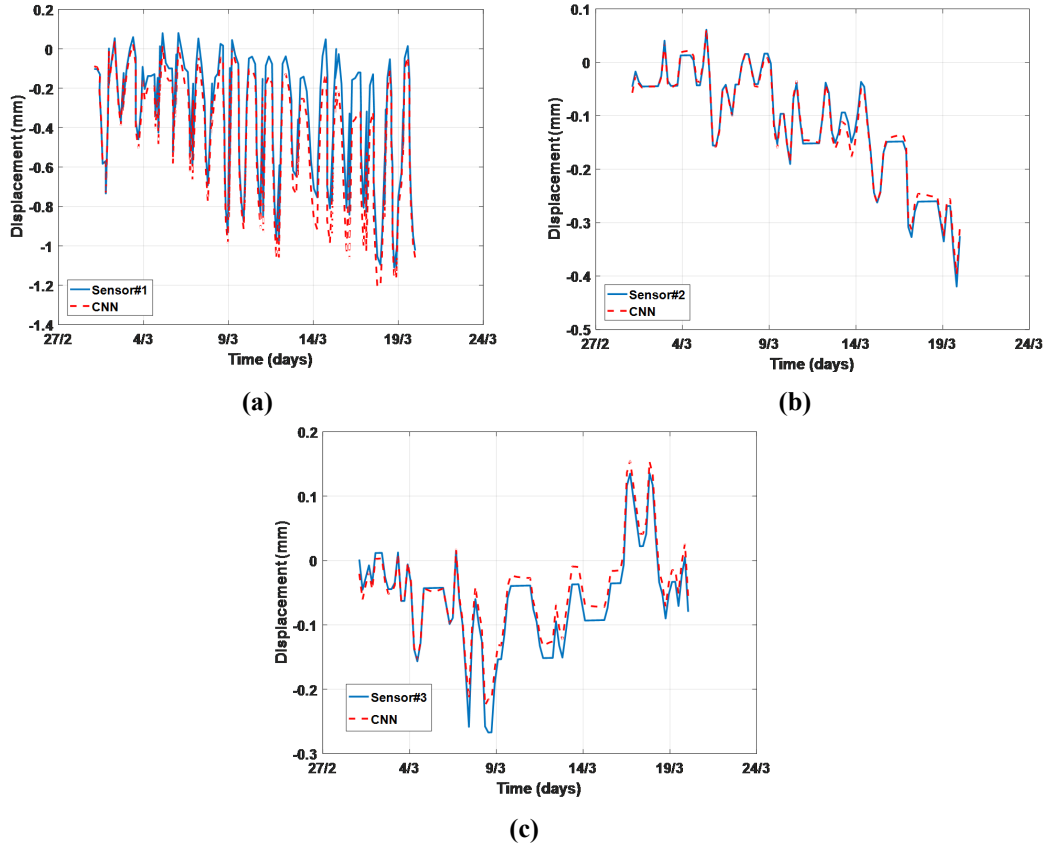 0.2
0
-0.2
-0.4
-0.6
-0.8
-1
-1.2
-1.4
Displacement (mm)
Sensor#1
CNN
27/2 4/3 9/3 14/3 19/3 24/3
Time (days)
(a)
0.1
0
-0.1
-0.2
-0.3
-0.4
-0.5
Displacement (mm)
Sensor#2
CNN
27/2 4/3 9/3 14/3 19/3 24/3
Time (days)
(b)
0.2
0.1
0
-0.1
-0.2
-0.3
Displacement (mm)
Sensor#3
CNN
27/2 4/3 9/3 14/3 19/3 24/3
Time (days)
(c)